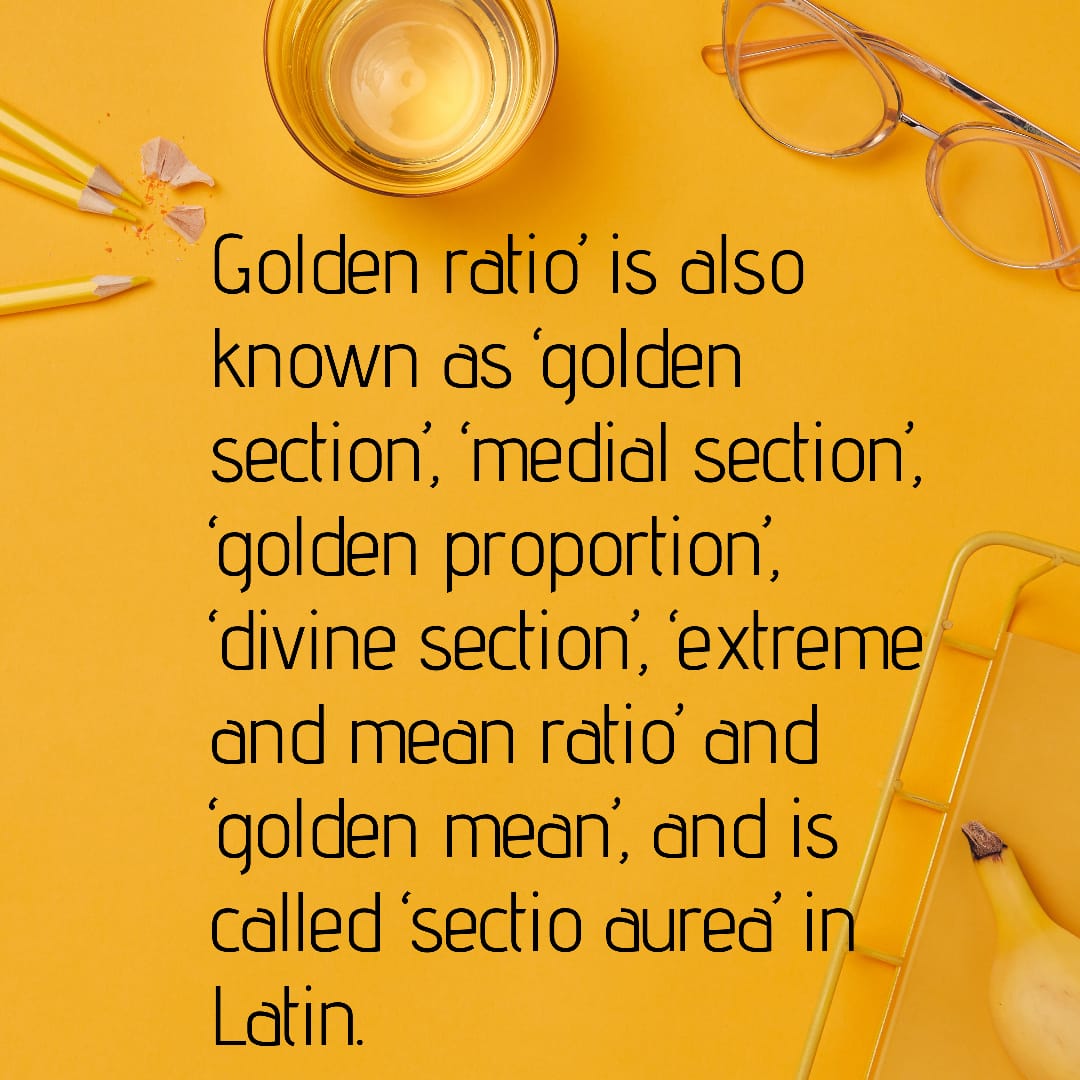 Golden ratio’ is also
known as ‘golden
section’, ‘medial section’,
‘golden proportion’,
‘divine section’, ‘extreme
and mean ratio’ and
‘golden mean’, and is
called ‘sectio aurea’ in
Latin.